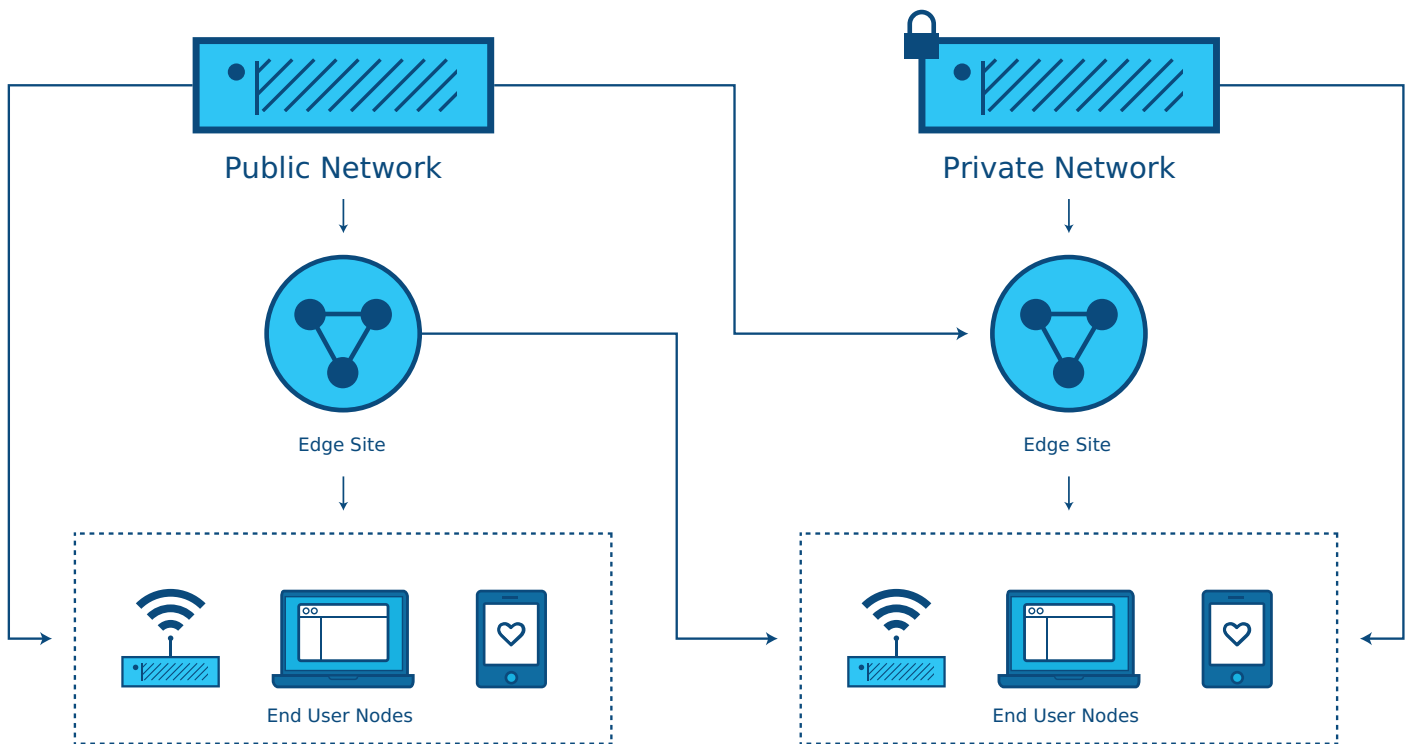 Public Network
Private Network
Edge Site
Edge Site
End User Nodes
End User Nodes